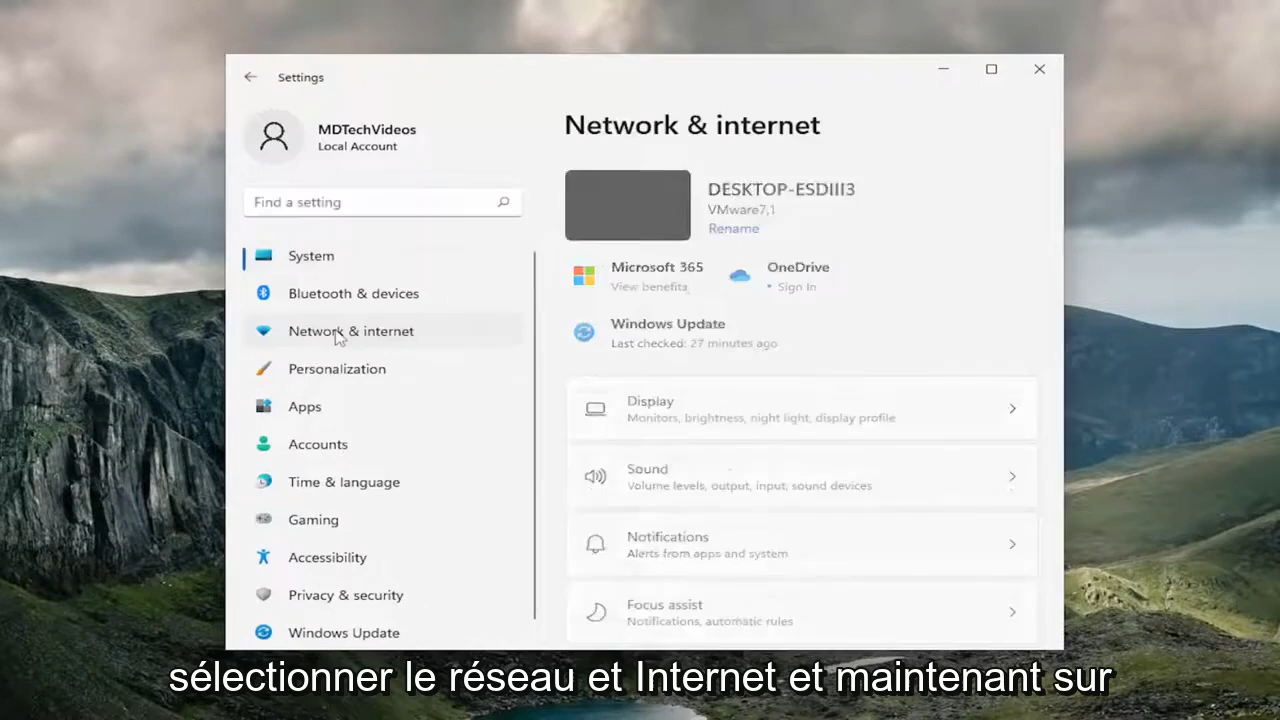 Settings
MDTechVideos
Local Account
Find a setting
System
Bluetooth & devices
Network & internet
Personalization
Apps
Accounts
Time & language
Gaming
Accessibility
Privacy & security
Windows Update
Network & internet
DESKTOP-ESDIII3
VMware7,1
Rename
Microsoft 365
View benefits
OneDrive
• Sign In
Windows Update
Last checked: 27 minutes ago
Display
Monitors, brightness, night light, display profile
Sound
Volume levels, output, input, sound devices
Notifications
Alerts from apps and system
Focus assist
Notifications, automatic rules
sélectionner le réseau et Internet et maintenant sur